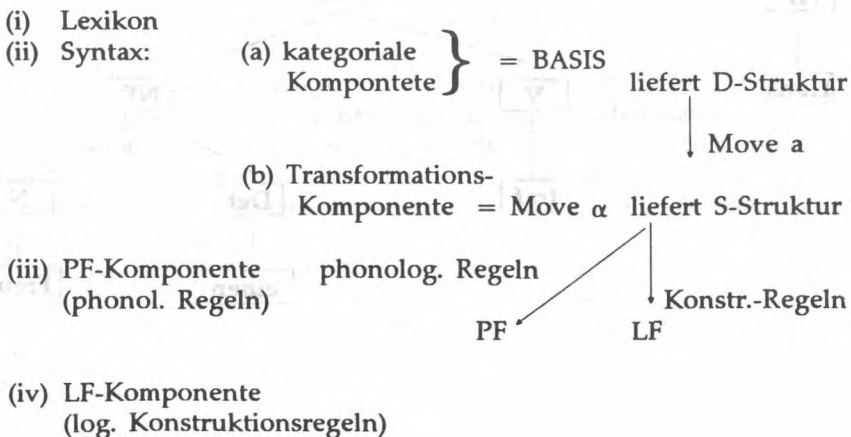 (i) Lexikon
(ii) Syntax: (a) kategoriale = BASIS
Kompontete } liefert D-Struktur
Move a
(b) Transformations-
Komponente = Move α liefert S-Struktur
(iii) PF-Komponente phonolog. Regeln
(phonol. Regeln) Konstr.-Regeln
PF LF
(iv) LF-Komponente
(log. Konstruktionsregeln)